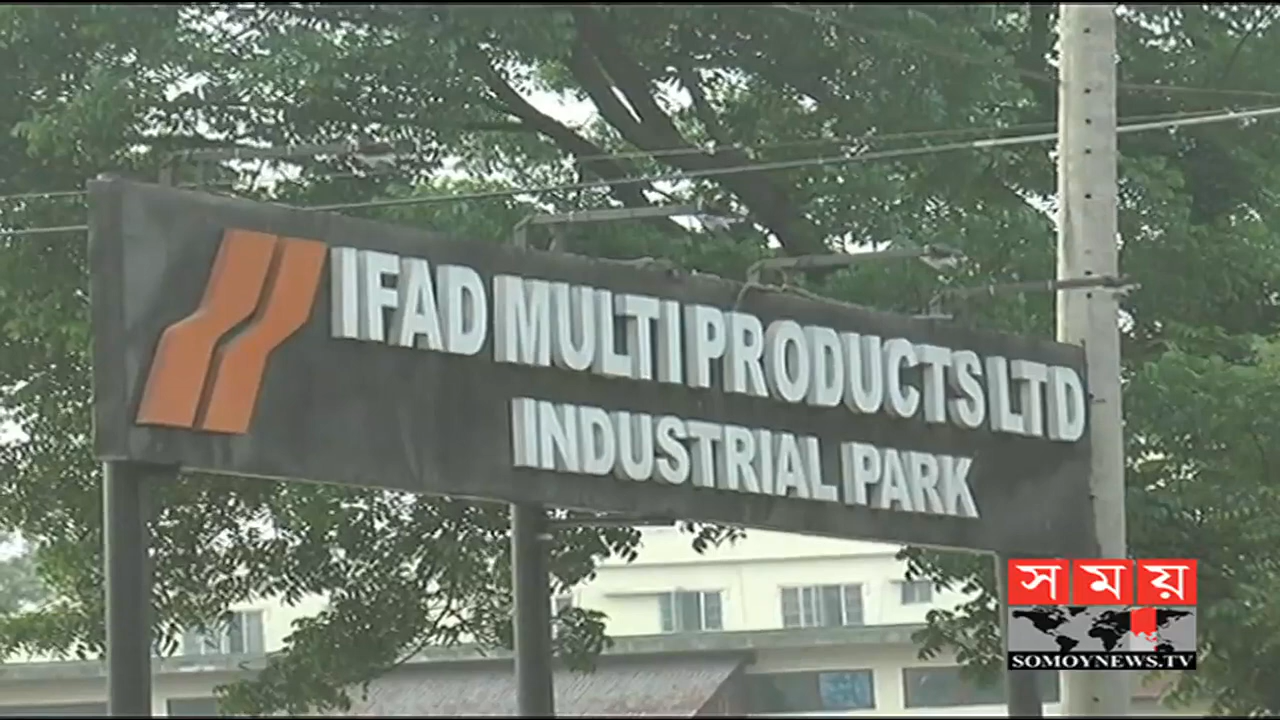 IFAD MULTI PRODUCTS LTD
INDUSTRIAL PARK
সময়
SOMOYNEWS.TV